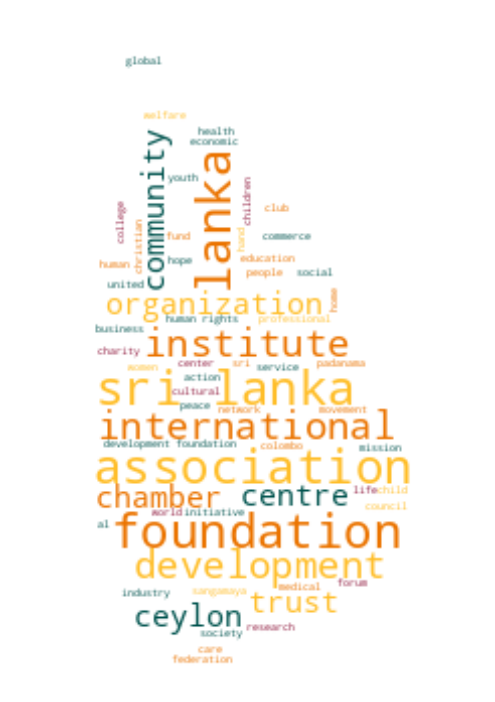 global
welfare
health
economic
community
lanka
youth
children
college
christian
fund
hand
club
commerce
human
hope
education
people
social
united
home
organization
human rights
professional
business
institute
charity
center
sri
service
padanama
women
action
sri lanka
cultural
peace
network
movement
international
development foundation
colombo
mission
association
chamber
centre
life
child
council
world
initiative
al
foundation
development
industry
sangamaya
medical
forum
trust
ceylon
society
research
care
federation